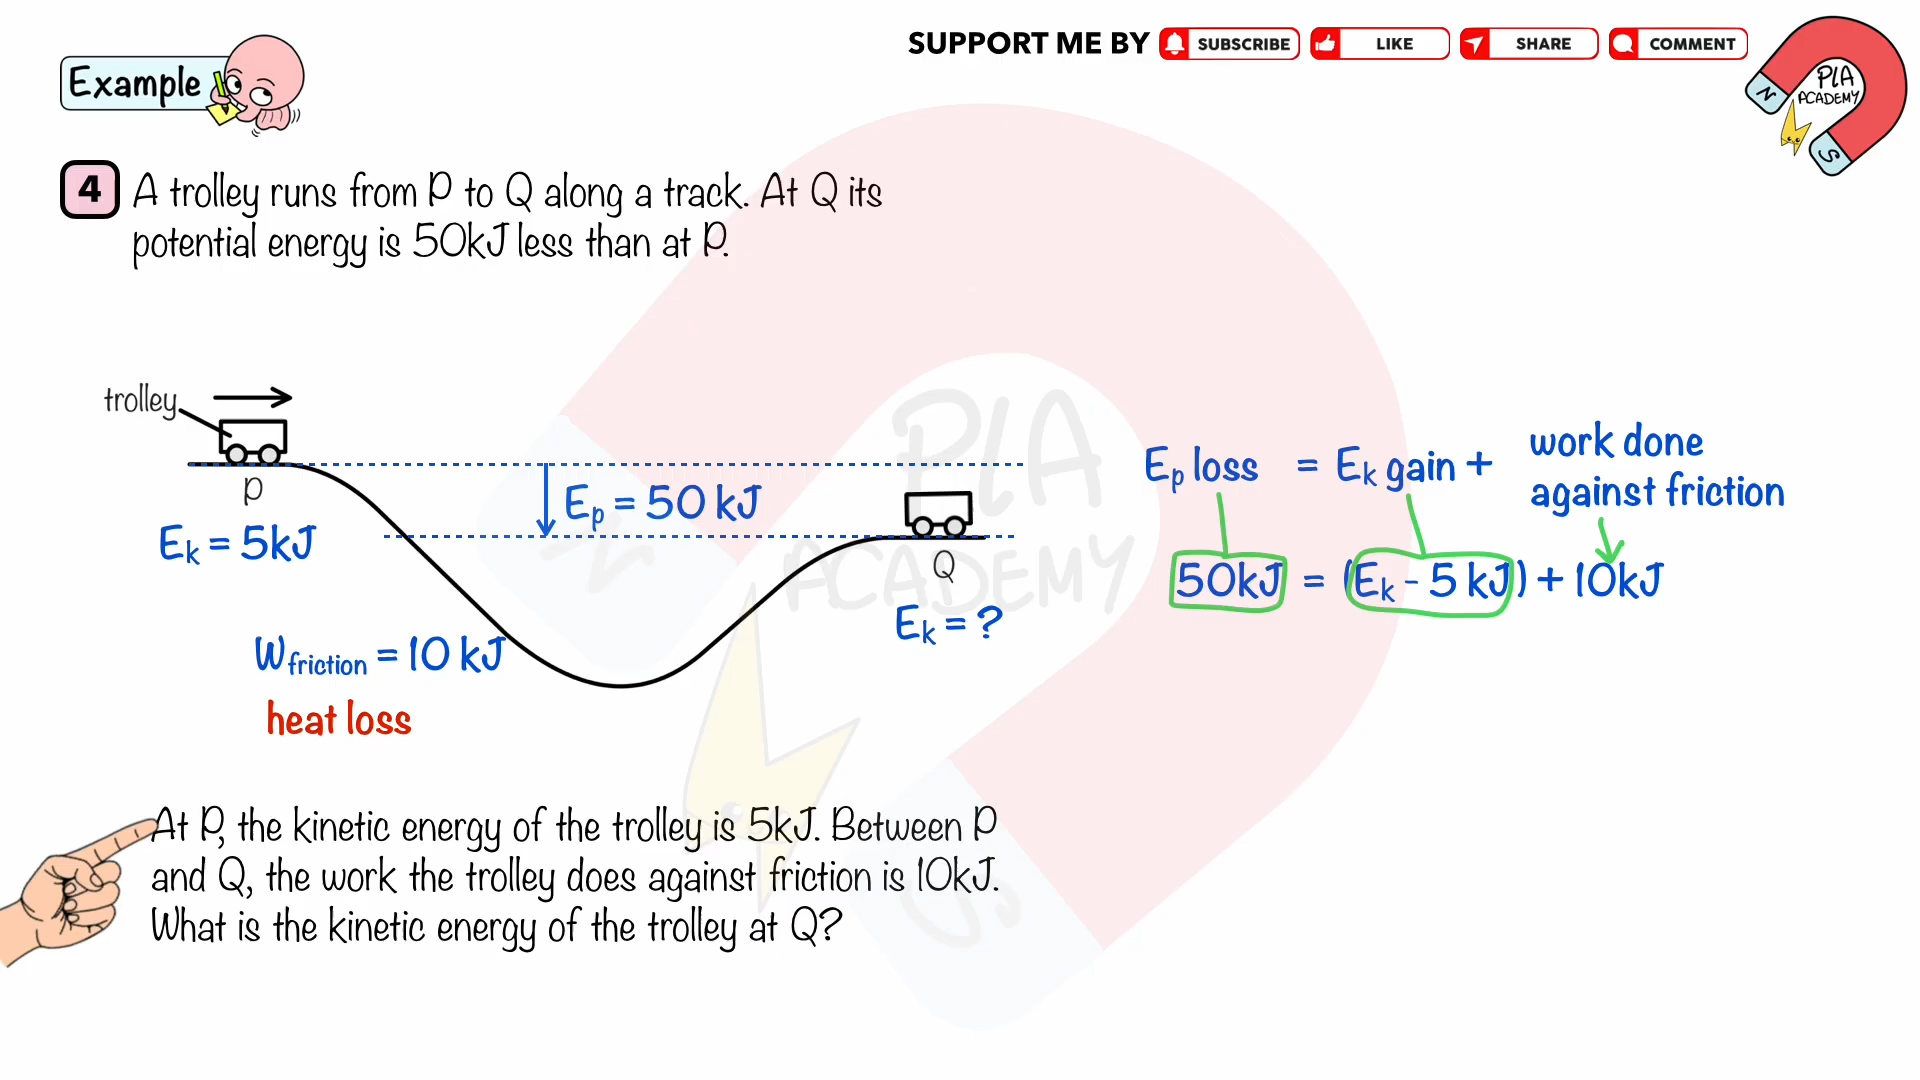 SUPPORT ME BY SUBSCRIBE LIKE SHARE COMMENT
PLA
ACADEMY
N
S
Example
4 A trolley runs from P to Q along a track. At Q its
potential energy is 50kJ less than at P.
trolley
P
Ek = 5kJ
Ep = 50 kJ
Q
Ek = ?
Wfriction = 10 kJ
heat loss
Ep loss = Ek gain + work done
against friction
50kJ = (Ek - 5 kJ) + 10kJ
At P, the kinetic energy of the trolley is 5kJ. Between P
and Q, the work the trolley does against friction is 10kJ.
What is the kinetic energy of the trolley at Q?
PLA
ACADEMY
N
S